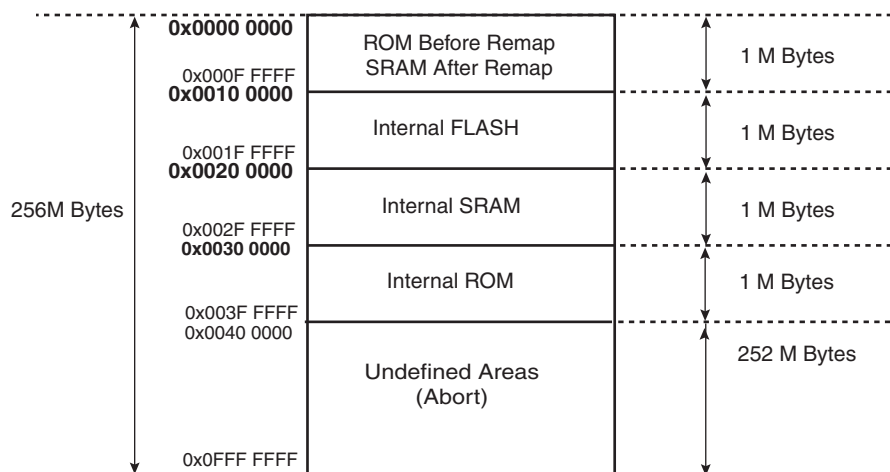 0x0000 0000
ROM Before Remap
SRAM After Remap
1 M Bytes
0x000F FFFF
0x0010 0000
Internal FLASH
1 M Bytes
0x001F FFFF
0x0020 0000
256M Bytes
Internal SRAM
1 M Bytes
0x002F FFFF
0x0030 0000
Internal ROM
1 M Bytes
0x003F FFFF
0x0040 0000
252 M Bytes
Undefined Areas
(Abort)
0x0FFF FFFF